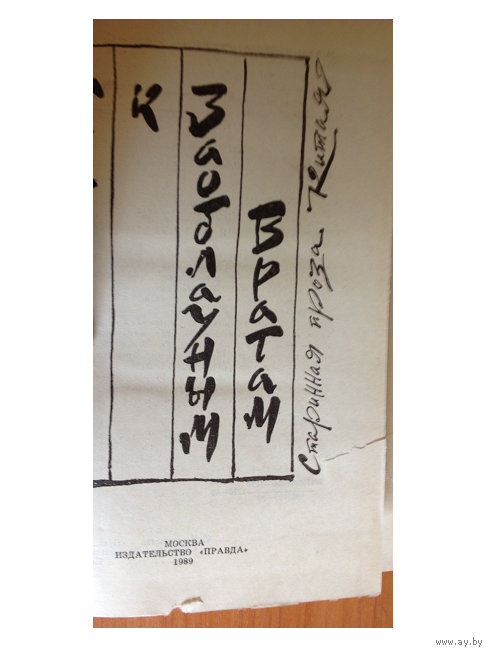 К
Заоблачным
Вратам
Старинная проза Китая
МОСКВА
ИЗДАТЕЛЬСТВО «ПРАВДА»
1989
www.ay.by